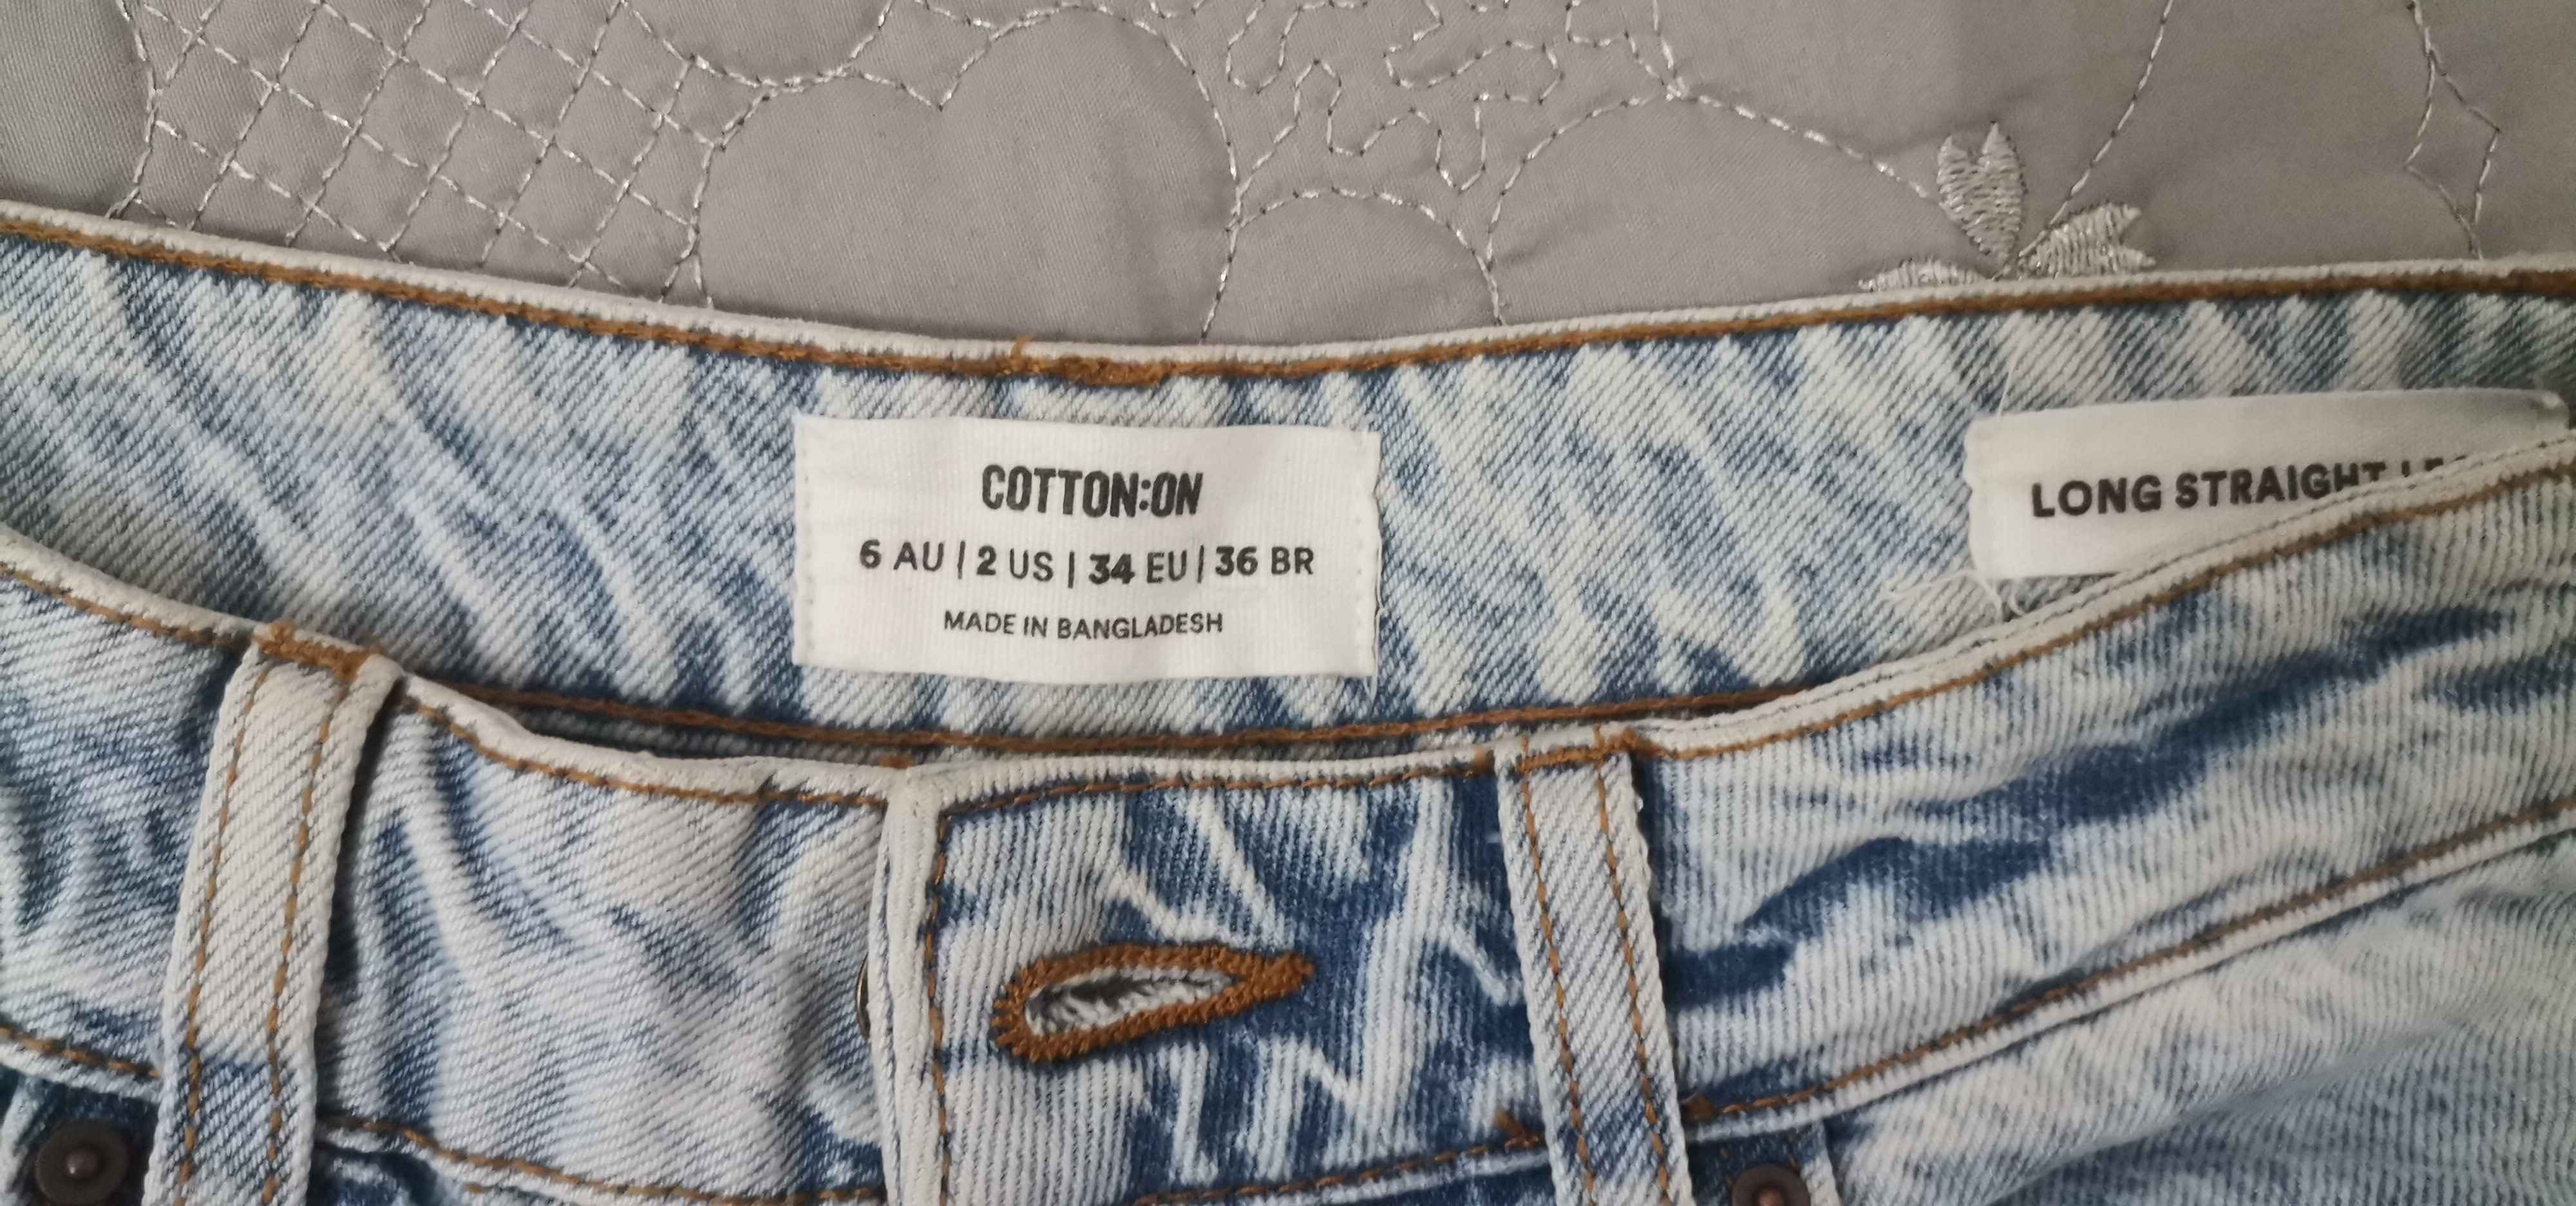 COTTON:ON
6 AU | 2 US | 34 EU | 36 BR
MADE IN BANGLADESH
LONG STRAIGHT